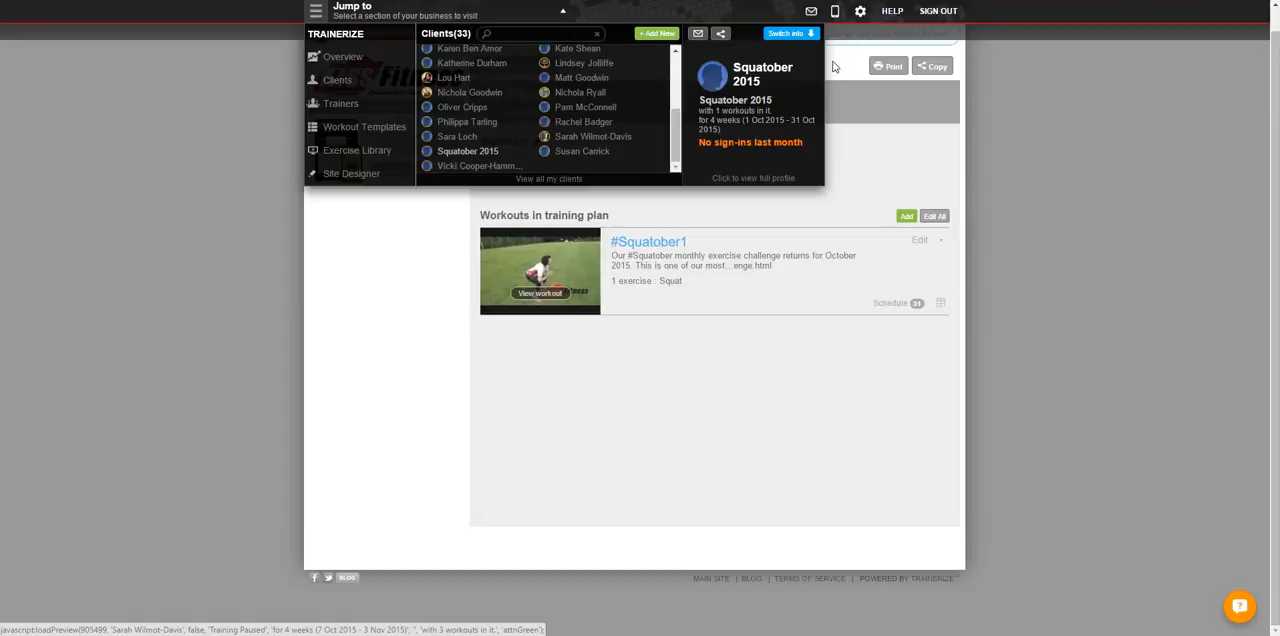 Jump to
Select a section of your business to visit
HELP
SIGN OUT
TRAINERIZE
Overview
Clients
Trainers
Workout Templates
Exercise Library
Site Designer
Clients(33)
+ Add New
Switch into
Karen Ben Amor
Kate Shean
Katherine Durham
Lindsey Jolliffe
Lou Hart
Matt Goodwin
Nichola Goodwin
Nichola Ryall
Oliver Cripps
Pam McConnell
Philippa Tarling
Rachel Badger
Sara Loch
Sarah Wilmot-Davis
Squatober 2015
Susan Carrick
Vicki Cooper-Hamm...
View all my clients
Squatober
2015
Squatober 2015
with 1 workouts in it.
for 4 weeks (1 Oct 2015 - 31 Oct
2015)
No sign-ins last month
Click to view full profile
Print
Copy
Workouts in training plan
Add
Edit All
View workout
#Squatober1
Edit
Our #Squatober monthly exercise challenge returns for October
2015. This is one of our most...enge.html
1 exercise : Squat
Schedule 31
BLOG
MAIN SITE | BLOG | TERMS OF SERVICE | POWERED BY TRAINERIZE
javascript:loadPreview(905499, 'Sarah Wilmot-Davis', false, 'Training Paused', 'for 4 weeks (7 Oct 2015 - 3 Nov 2015)', '', 'with 3 workouts in it.', 'attnGreen');